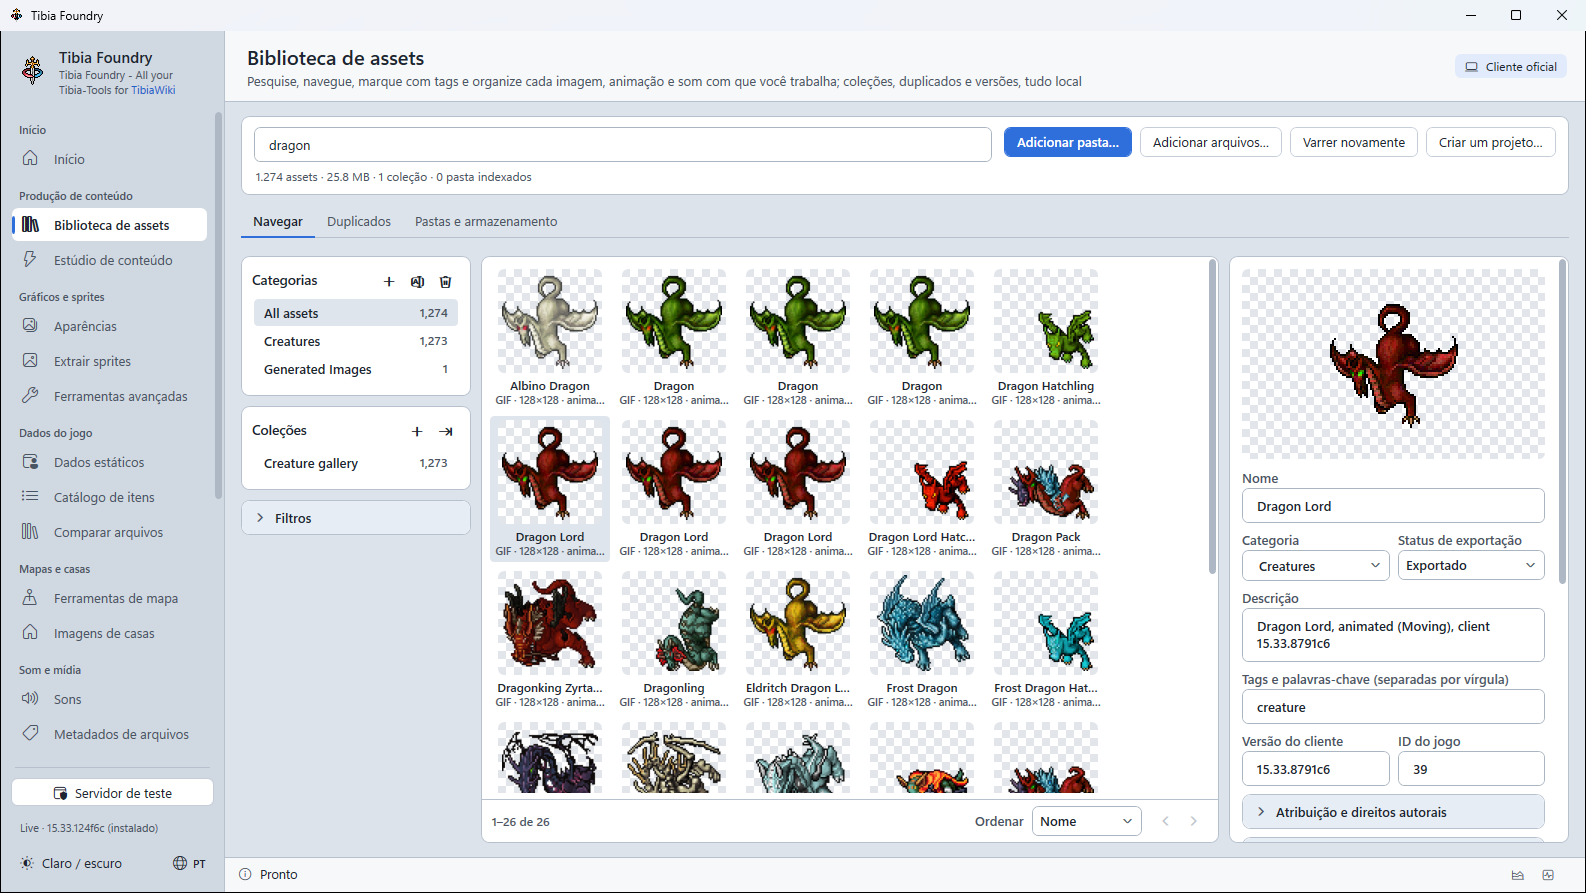 Tibia Foundry
Tibia Foundry
Tibia Foundry - All your
Tibia-Tools for TibiaWiki
Início
Início
Produção de conteúdo
Biblioteca de assets
Estúdio de conteúdo
Gráficos e sprites
Aparências
Extrair sprites
Ferramentas avançadas
Dados do jogo
Dados estáticos
Catálogo de itens
Comparar arquivos
Mapas e casas
Ferramentas de mapa
Imagens de casas
Som e mídia
Sons
Metadados de arquivos
Servidor de teste
Live · 15.33.124f6c (instalado)
Claro / escuro
PT
Biblioteca de assets
Pesquise, navegue, marque com tags e organize cada imagem, animação e som com que você trabalha; coleções, duplicados e versões, tudo local
Cliente oficial
dragon
Adicionar pasta...
Adicionar arquivos...
Varrer novamente
Criar um projeto...
1.274 assets · 25.8 MB · 1 coleção · 0 pasta indexados
Navegar
Duplicados
Pastas e armazenamento
Categorias
All assets 1,274
Creatures 1,273
Generated Images 1
Coleções
Creature gallery 1,273
Filtros
Albino Dragon
GIF · 128×128 · anima...
Dragon
GIF · 128×128 · anima...
Dragon
GIF · 128×128 · anima...
Dragon
GIF · 128×128 · anima...
Dragon Hatchling
GIF · 128×128 · anima...
Dragon Lord
GIF · 128×128 · anima...
Dragon Lord
GIF · 128×128 · anima...
Dragon Lord
GIF · 128×128 · anima...
Dragon Lord Hatc...
GIF · 128×128 · anima...
Dragon Pack
GIF · 128×128 · anima...
Dragonking Zyrta...
GIF · 128×128 · anima...
Dragonling
GIF · 128×128 · anima...
Eldritch Dragon L...
GIF · 128×128 · anima...
Frost Dragon
GIF · 128×128 · anima...
Frost Dragon Hat...
GIF · 128×128 · anima...
1–26 de 26
Ordenar
Nome
Nome
Dragon Lord
Categoria
Creatures
Status de exportação
Exportado
Descrição
Dragon Lord, animated (Moving), client
15.33.8791c6
Tags e palavras-chave (separadas por vírgula)
creature
Versão do cliente
15.33.8791c6
ID do jogo
39
Atribuição e direitos autorais
Pronto